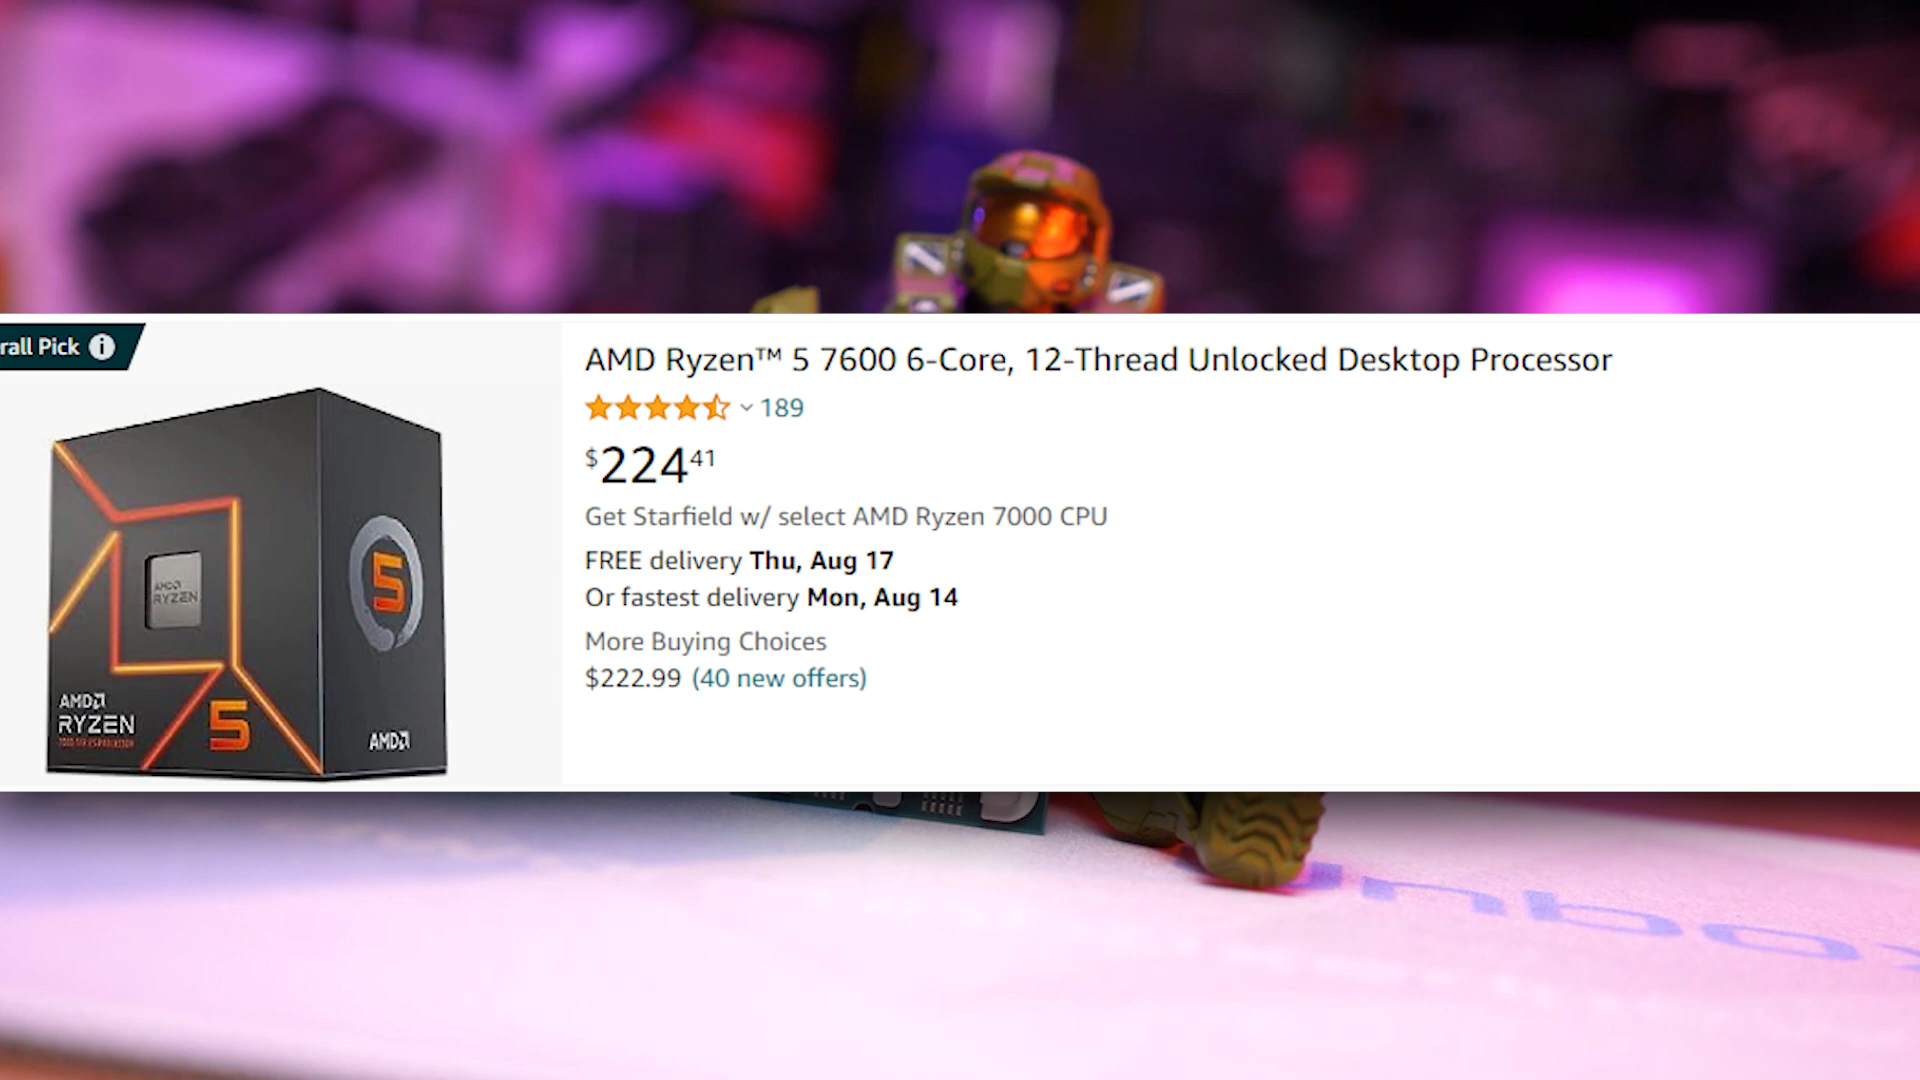 rall Pick
AMD Ryzen™ 5 7600 6-Core, 12-Thread Unlocked Desktop Processor
189
$224.41
Get Starfield w/ select AMD Ryzen 7000 CPU
FREE delivery Thu, Aug 17
Or fastest delivery Mon, Aug 14
More Buying Choices
$222.99 (40 new offers)
AMD
RYZEN
5
AMD
RYZEN
5
AMD